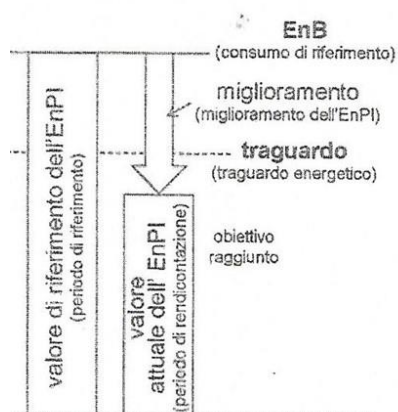 EnB
(consumo di riferimento)
miglioramento
(miglioramento dell'EnPI)
traguardo
(traguardo energetico)
obiettivo
raggiunto
valore di riferimento dell'EnPI
(periodo di riferimento)
valore
attuale dell' EnPI
(periodo di rendicontazione)